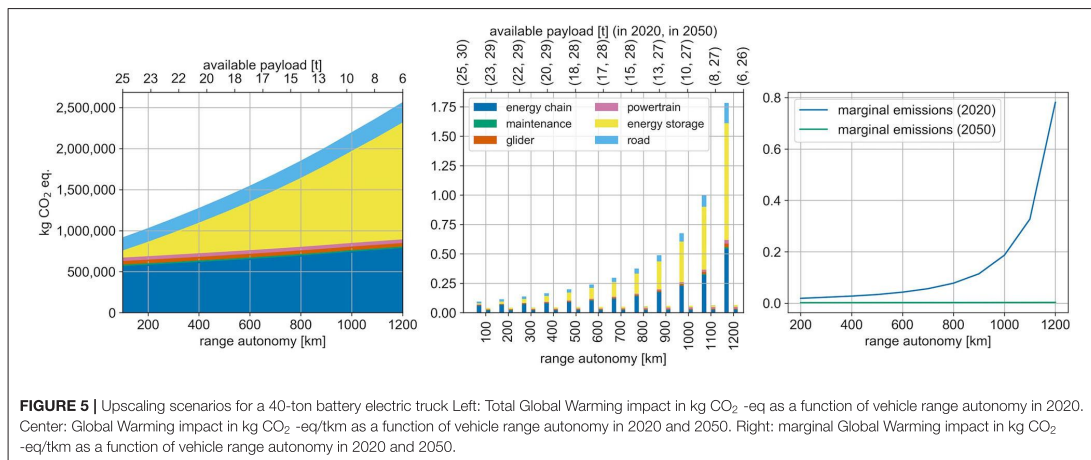 available payload [t]
25 23 22 20 18 17 15 13 10 8 6
2,500,000
2,000,000
1,500,000
1,000,000
500,000
0
kg CO2 eq.
200 400 600 800 1000 1200
range autonomy [km]
available payload [t] (in 2020, in 2050)
(25, 30) (23, 29) (22, 29) (20, 29) (18, 28) (17, 28) (15, 28) (13, 27) (10, 27) (8, 27) (6, 26)
1.75
1.50
1.25
1.00
0.75
0.50
0.25
0.00
energy chain
maintenance
glider
powertrain
energy storage
road
100 200 300 400 500 600 700 800 900 1000 1100 1200
range autonomy [km]
0.8
0.6
0.4
0.2
0.0
marginal emissions (2020)
marginal emissions (2050)
200 400 600 800 1000 1200
range autonomy [km]
FIGURE 5 | Upscaling scenarios for a 40-ton battery electric truck Left: Total Global Warming impact in kg CO2 -eq as a function of vehicle range autonomy in 2020.
Center: Global Warming impact in kg CO2 -eq/tkm as a function of vehicle range autonomy in 2020 and 2050. Right: marginal Global Warming impact in kg CO2
-eq/tkm as a function of vehicle range autonomy in 2020 and 2050.